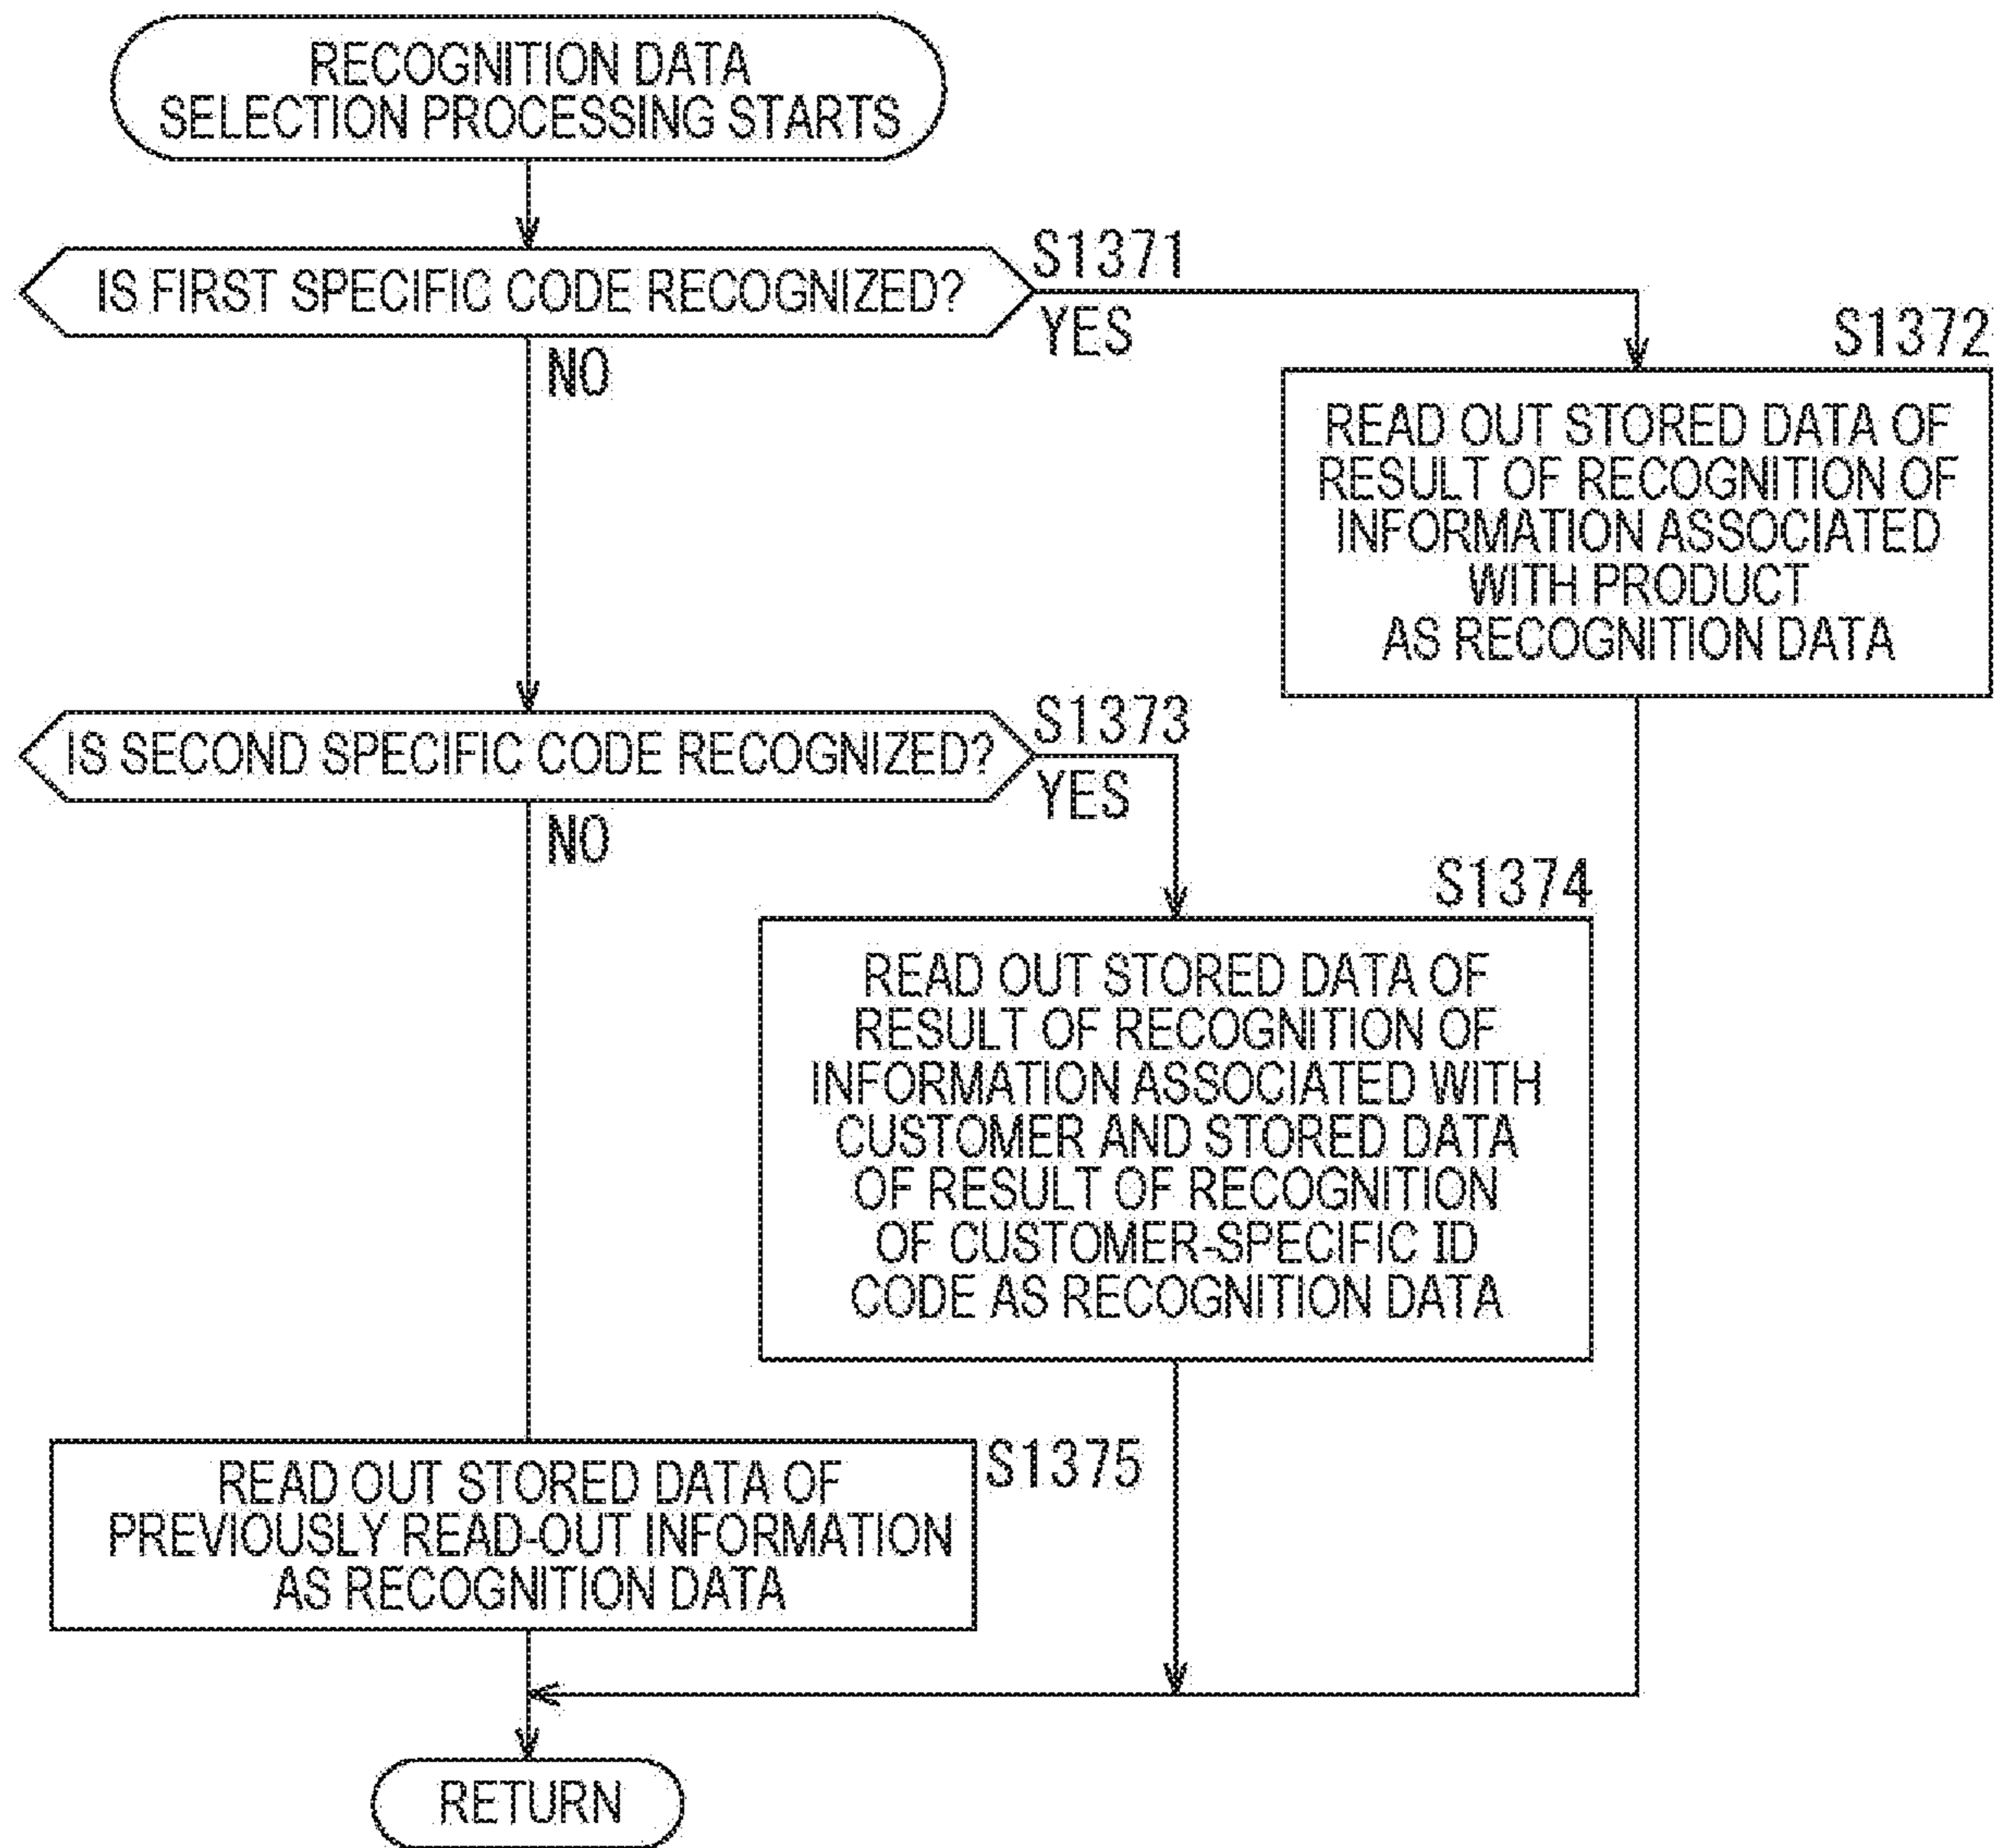 RECOGNITION DATA
SELECTION PROCESSING STARTS
IS FIRST SPECIFIC CODE RECOGNIZED?
S1371
YES
NO
S1372
READ OUT STORED DATA OF
RESULT OF RECOGNITION OF
INFORMATION ASSOCIATED
WITH PRODUCT
AS RECOGNITION DATA
IS SECOND SPECIFIC CODE RECOGNIZED?
S1373
YES
NO
S1374
READ OUT STORED DATA OF
RESULT OF RECOGNITION OF
INFORMATION ASSOCIATED WITH
CUSTOMER AND STORED DATA
OF RESULT OF RECOGNITION
OF CUSTOMER-SPECIFIC ID
CODE AS RECOGNITION DATA
S1375
READ OUT STORED DATA OF
PREVIOUSLY READ-OUT INFORMATION
AS RECOGNITION DATA
RETURN